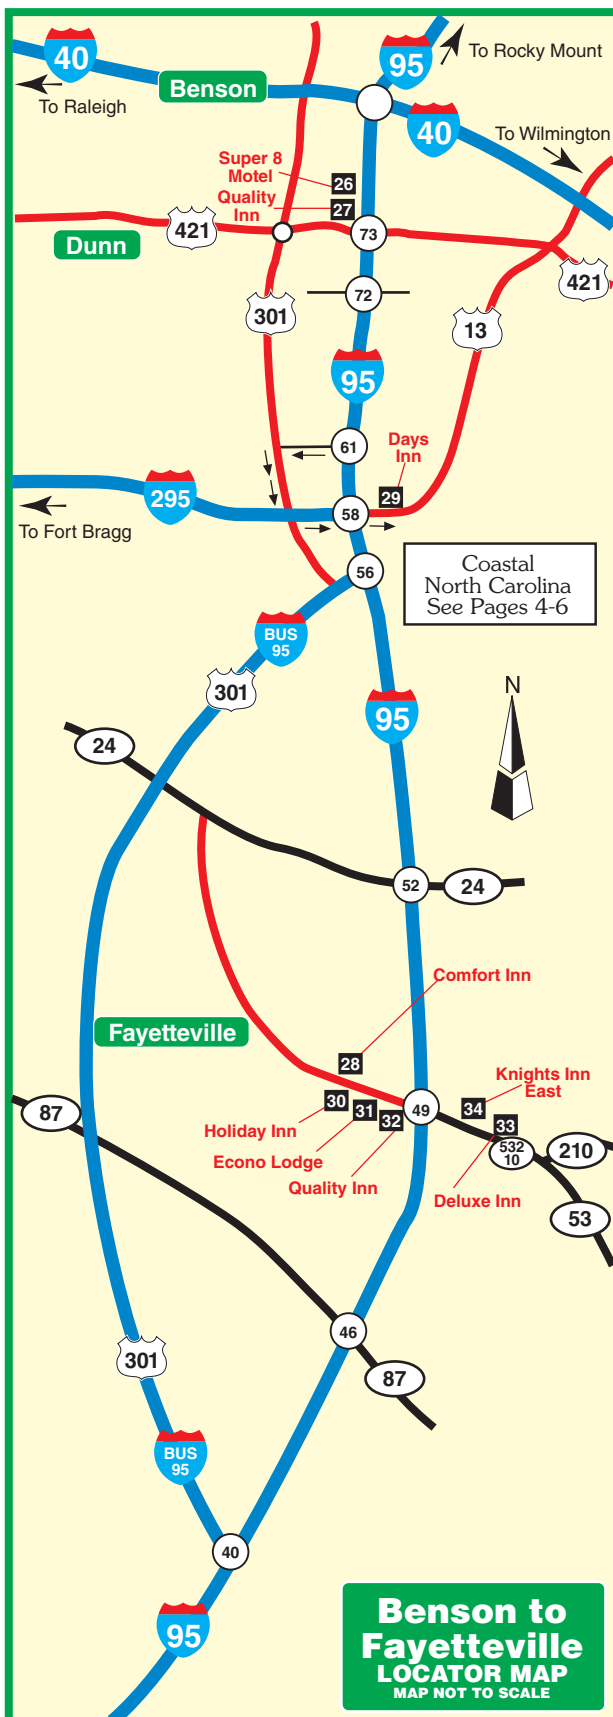 40
95
To Rocky Mount
Benson
To Raleigh
40
To Wilmington
Super 8
Motel
26
Quality
Inn
27
421
73
Dunn
421
72
301
13
95
61
Days
Inn
29
295
58
To Fort Bragg
56
Coastal
North Carolina
See Pages 4-6
BUS
95
301
N
95
24
52
24
Comfort Inn
Fayetteville
28
Knights Inn
East
87
30
31
32
49
34
33
Holiday Inn
532
10
210
Econo Lodge
Quality Inn
Deluxe Inn
53
46
301
87
BUS
95
40
95
Benson to
Fayetteville
LOCATOR MAP
MAP NOT TO SCALE